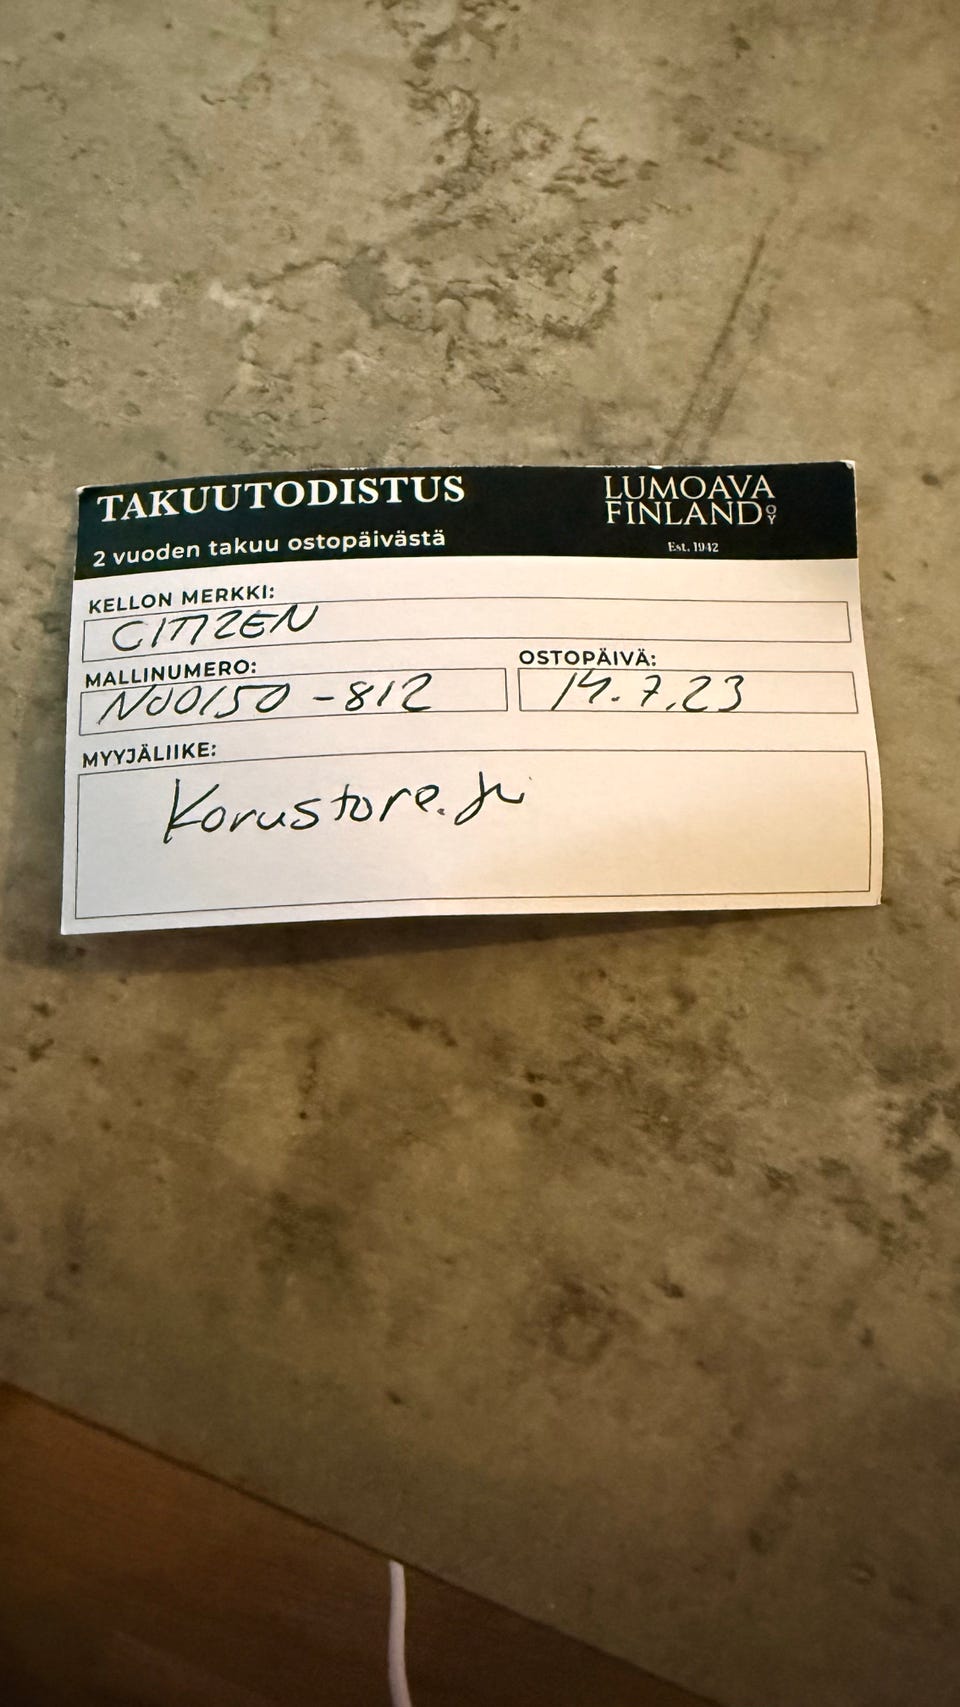 TAKUUTODISTUS
2 vuoden takuu ostopäivästä
LUMOAVA
FINLAND OY
Est. 1942
KELLON MERKKI:
CITIZEN
MALLINUMERO:
NJ0150-812
OSTOPÄIVÄ:
14.7.23
MYYJÄLIIKE:
Korustore.fi